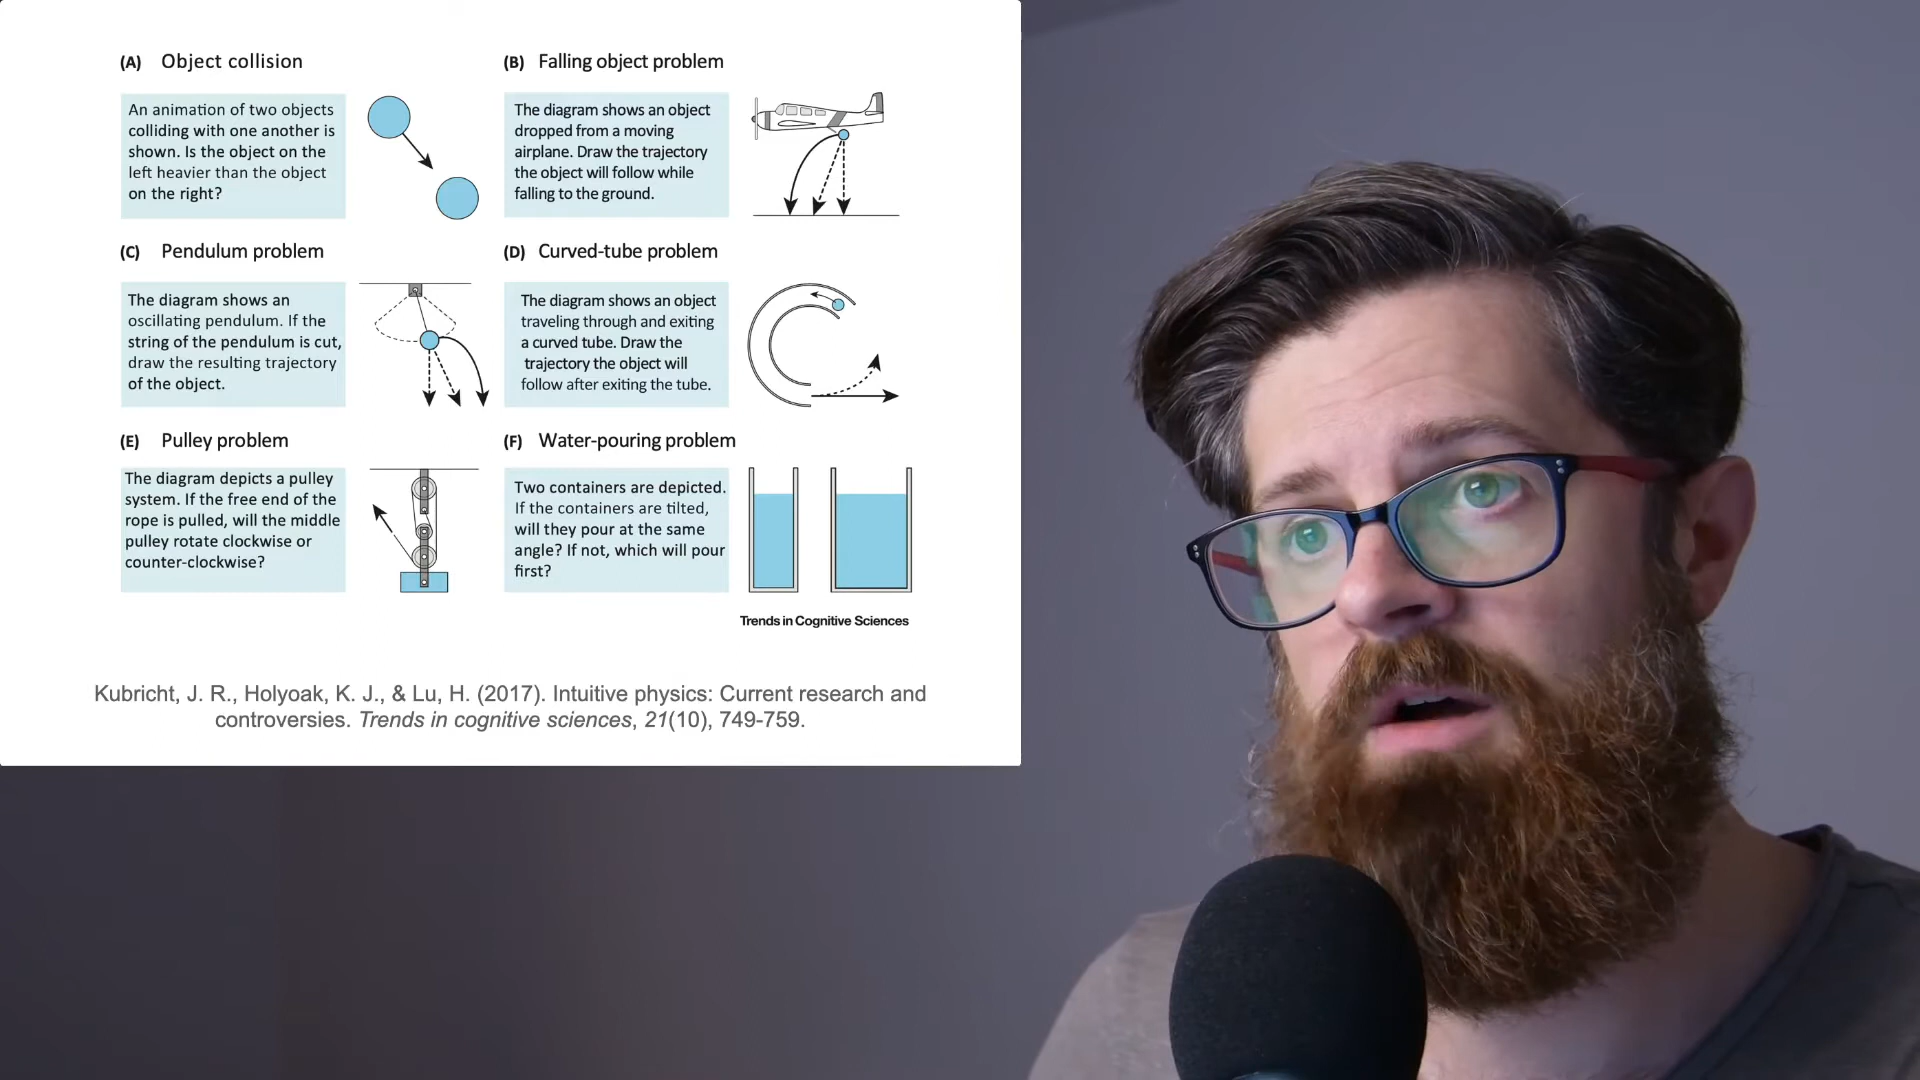 (A) Object collision
An animation of two objects
colliding with one another is
shown. Is the object on the
left heavier than the object
on the right?
(B) Falling object problem
The diagram shows an object
dropped from a moving
airplane. Draw the trajectory
the object will follow while
falling to the ground.
(C) Pendulum problem
The diagram shows an
oscillating pendulum. If the
string of the pendulum is cut,
draw the resulting trajectory
of the object.
(D) Curved-tube problem
The diagram shows an object
traveling through and exiting
a curved tube. Draw the
trajectory the object will
follow after exiting the tube.
(E) Pulley problem
The diagram depicts a pulley
system. If the free end of the
rope is pulled, will the middle
pulley rotate clockwise or
counter-clockwise?
(F) Water-pouring problem
Two containers are depicted.
If the containers are tilted,
will they pour at the same
angle? If not, which will pour
first?
Trends in Cognitive Sciences
Kubricht, J. R., Holyoak, K. J., & Lu, H. (2017). Intuitive physics: Current research and
controversies. Trends in cognitive sciences, 21(10), 749-759.